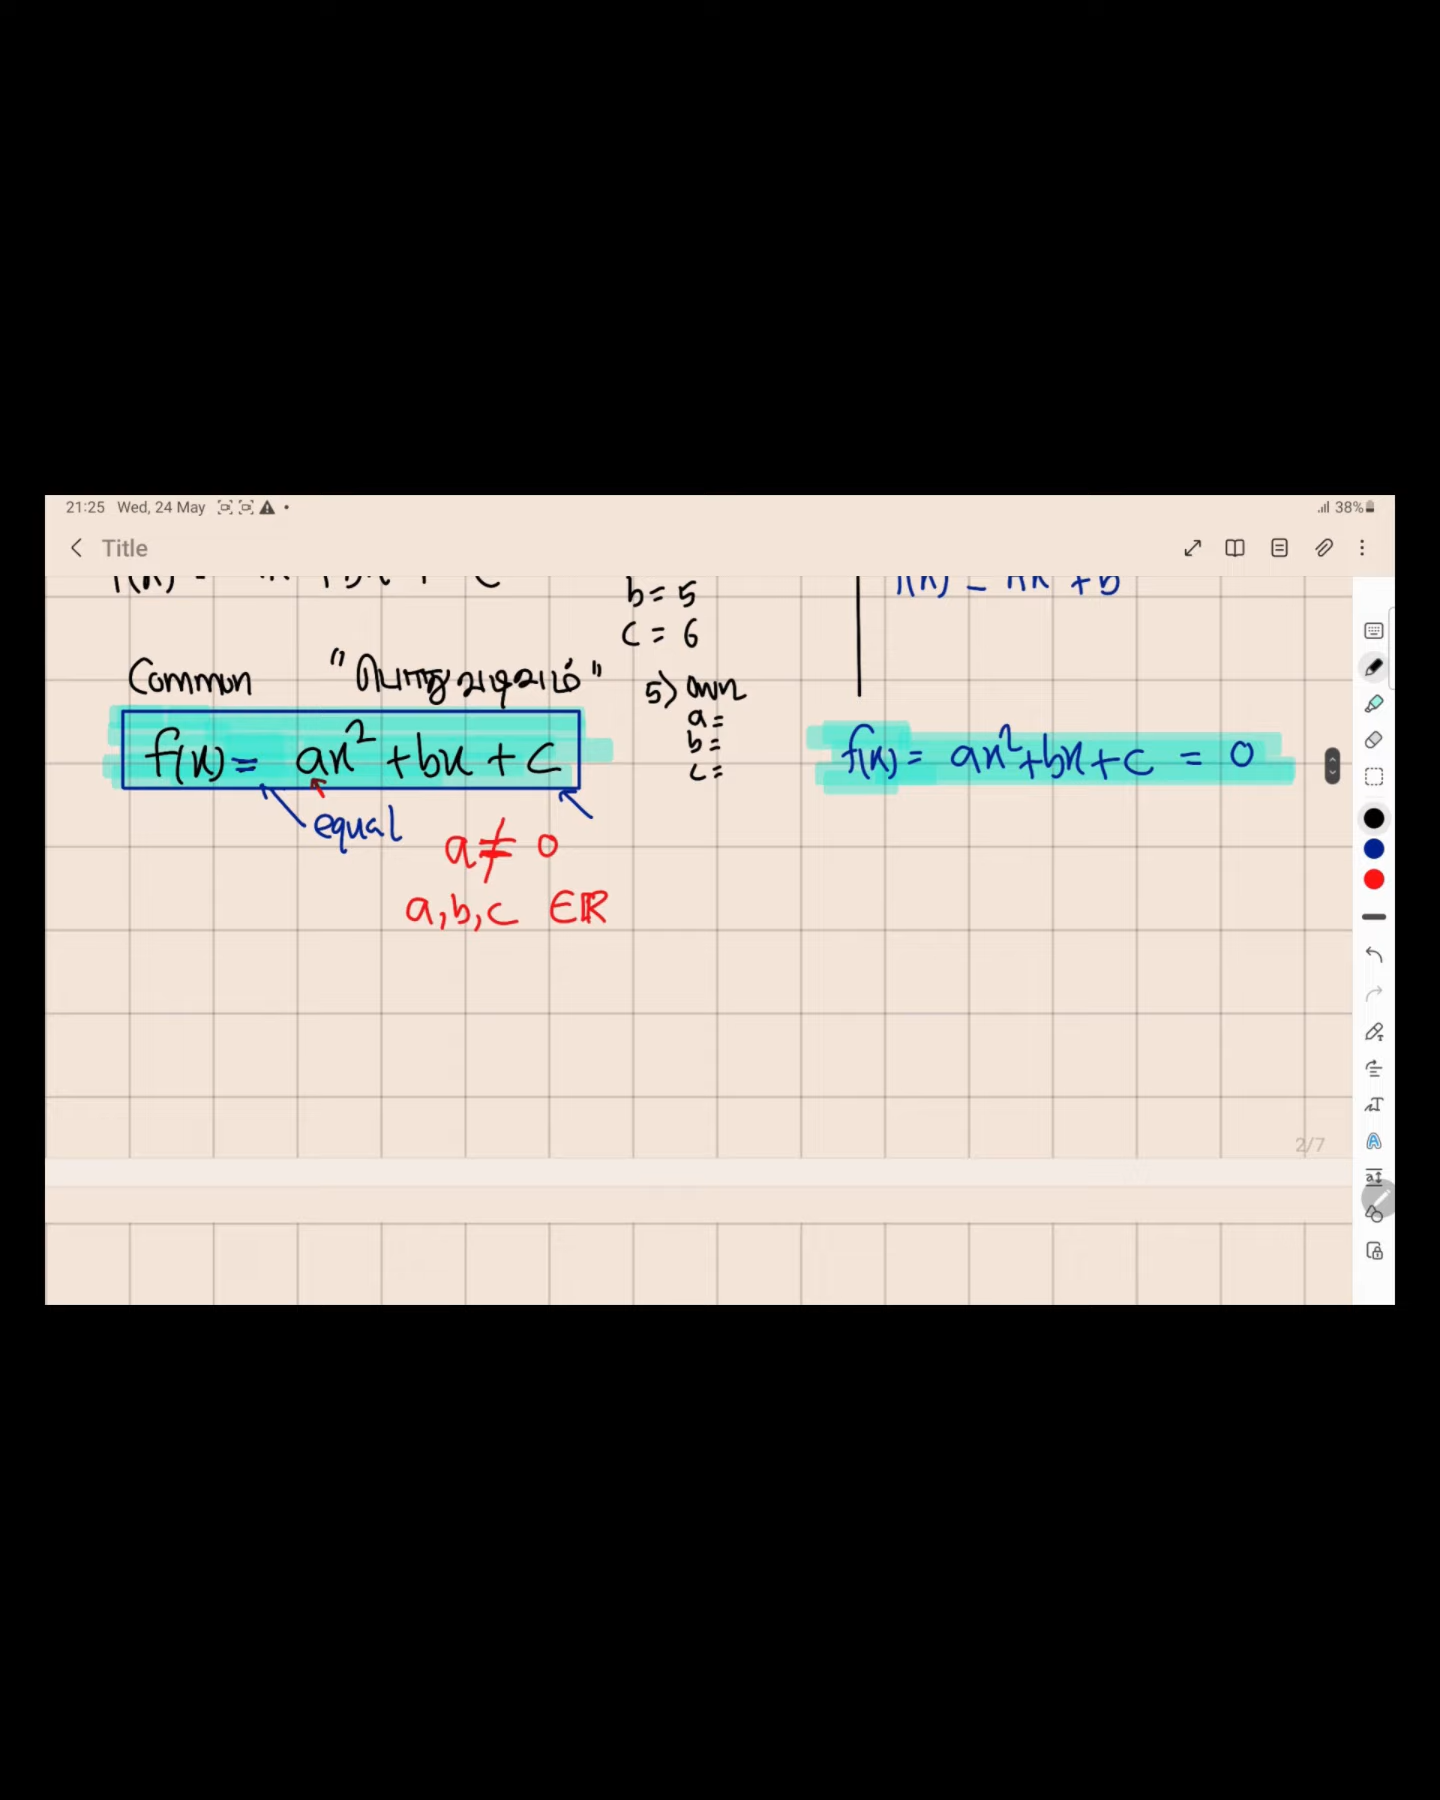 21:25 Wed, 24 May
38%
Title
b = 5
c = 6
f(x) = ax + b
Common
5)
a =
b =
c =
f(x) = ax² + bx + c
f(x) = ax² + bx + c = 0
equal
a ≠ 0
a, b, c ∈ ℝ
2/7